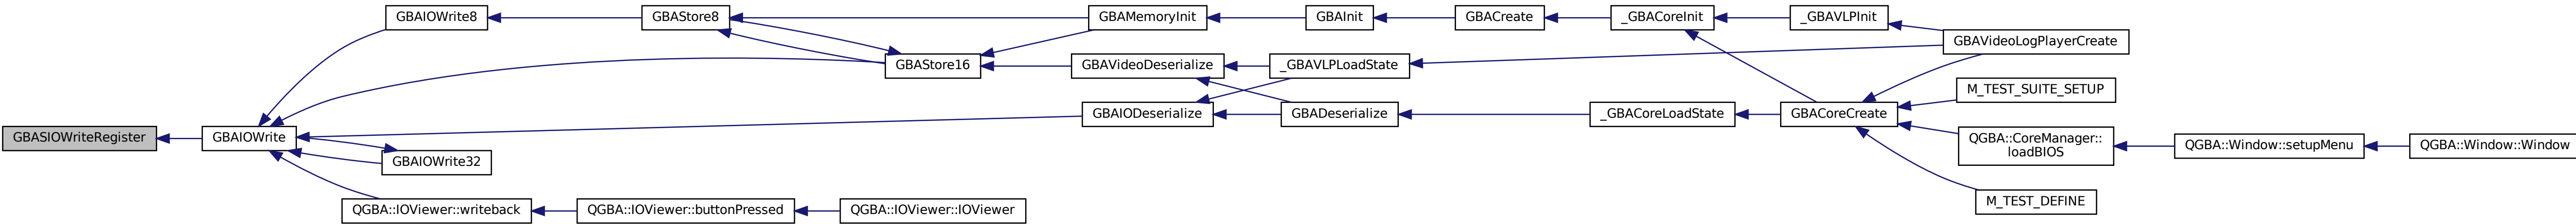 GBASIOWriteRegister
GBAIOWrite
GBAIOWrite8
GBAStore8
GBAStore16
GBAMemoryInit
GBAInit
GBACreate
_GBACoreInit
_GBAVLPInit
GBAVideoLogPlayerCreate
GBAVideoDeserialize
_GBAVLPLoadState
GBAIODeserialize
GBADeserialize
_GBACoreLoadState
GBACoreCreate
M_TEST_SUITE_SETUP
QGBA::CoreManager::
loadBIOS
QGBA::Window::setupMenu
QGBA::Window::Window
M_TEST_DEFINE
GBAIOWrite32
QGBA::IOViewer::writeback
QGBA::IOViewer::buttonPressed
QGBA::IOViewer::IOViewer